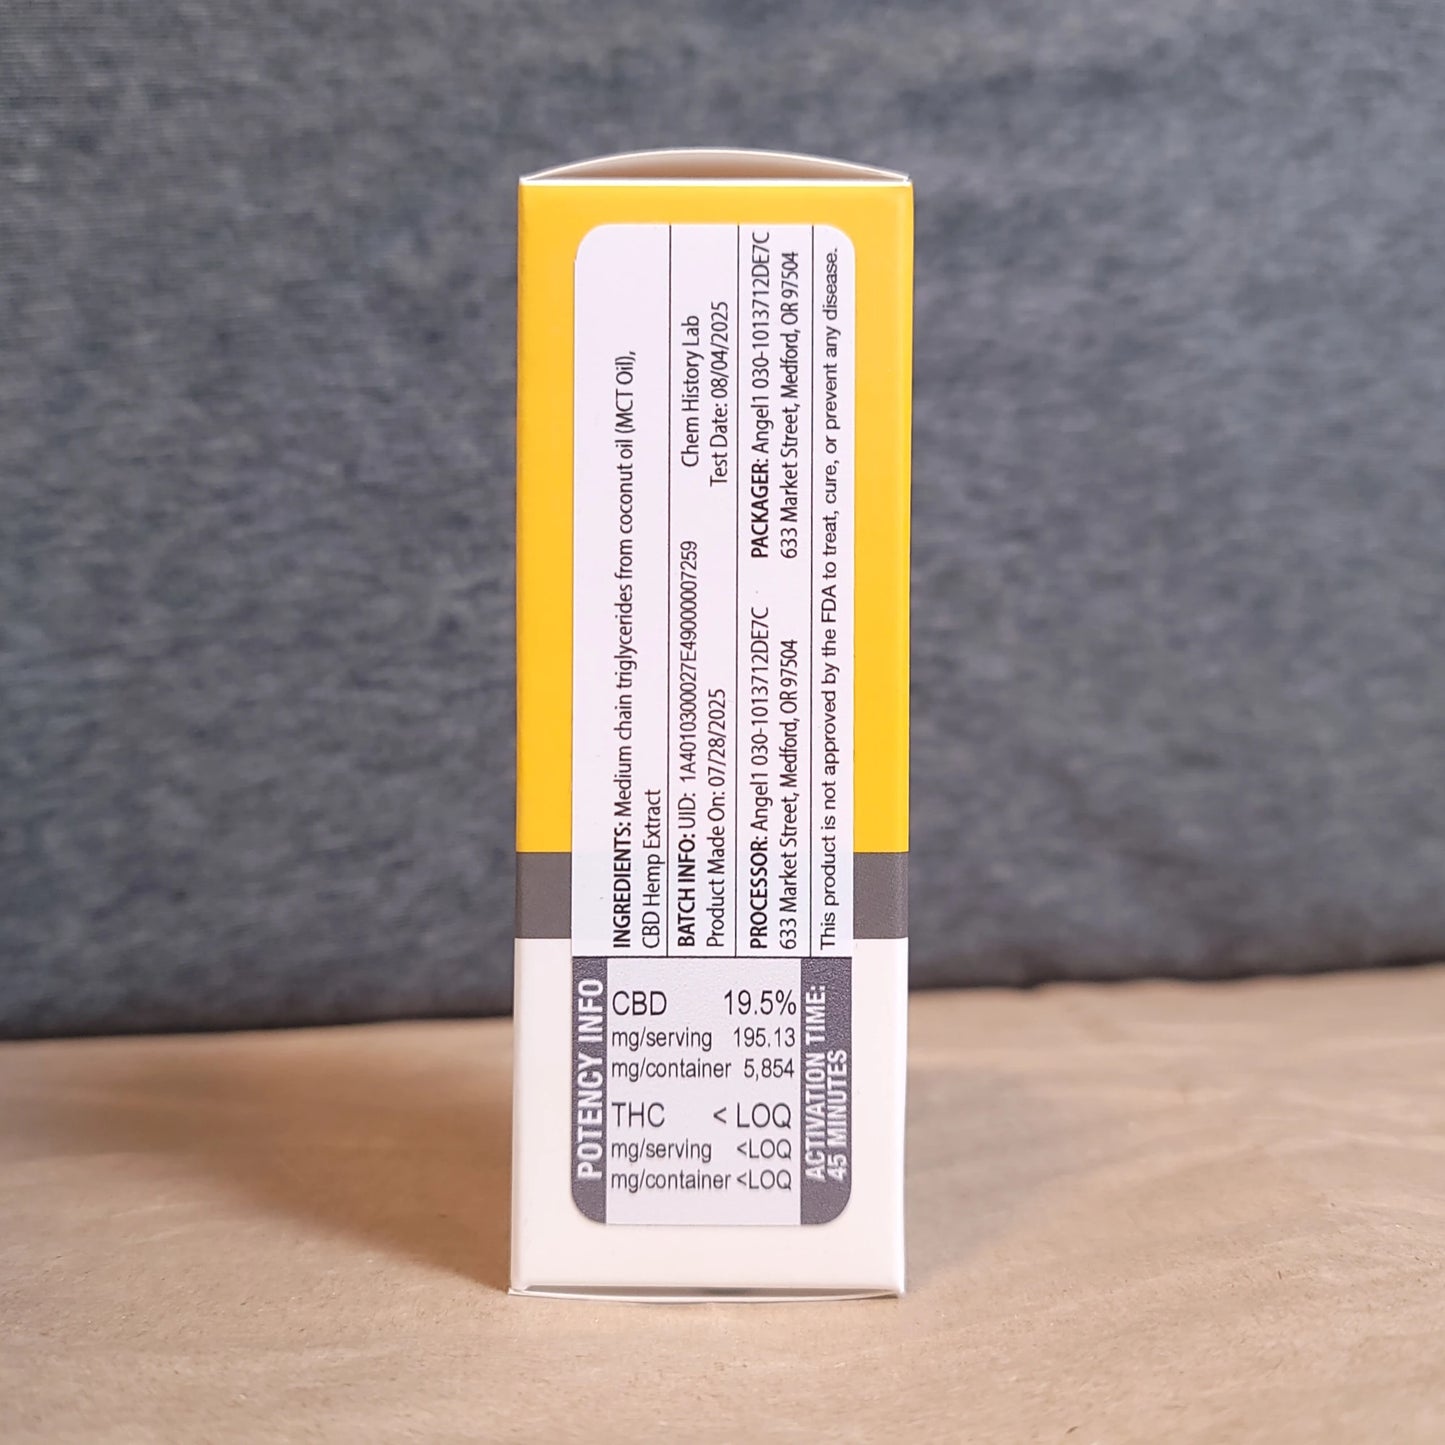 INGREDIENTS: Medium chain triglycerides from coconut oil (MCT Oil),
CBD Hemp Extract
BATCH INFO: UID: 1A4010300027E49000007259
Product Made On: 07/28/2025
Chem History Lab
Test Date: 08/04/2025
PROCESSOR: Angel1 030-1013712DE7C
633 Market Street, Medford, OR 97504
PACKAGER: Angel1 030-1013712DE7C
633 Market Street, Medford, OR 97504
This product is not approved by the FDA to treat, cure, or prevent any disease.
POTENCY INFO
CBD 19.5%
mg/serving 195.13
mg/container 5,854
THC < LOQ
mg/serving <LOQ
mg/container <LOQ
ACTIVATION TIME:
45 MINUTES